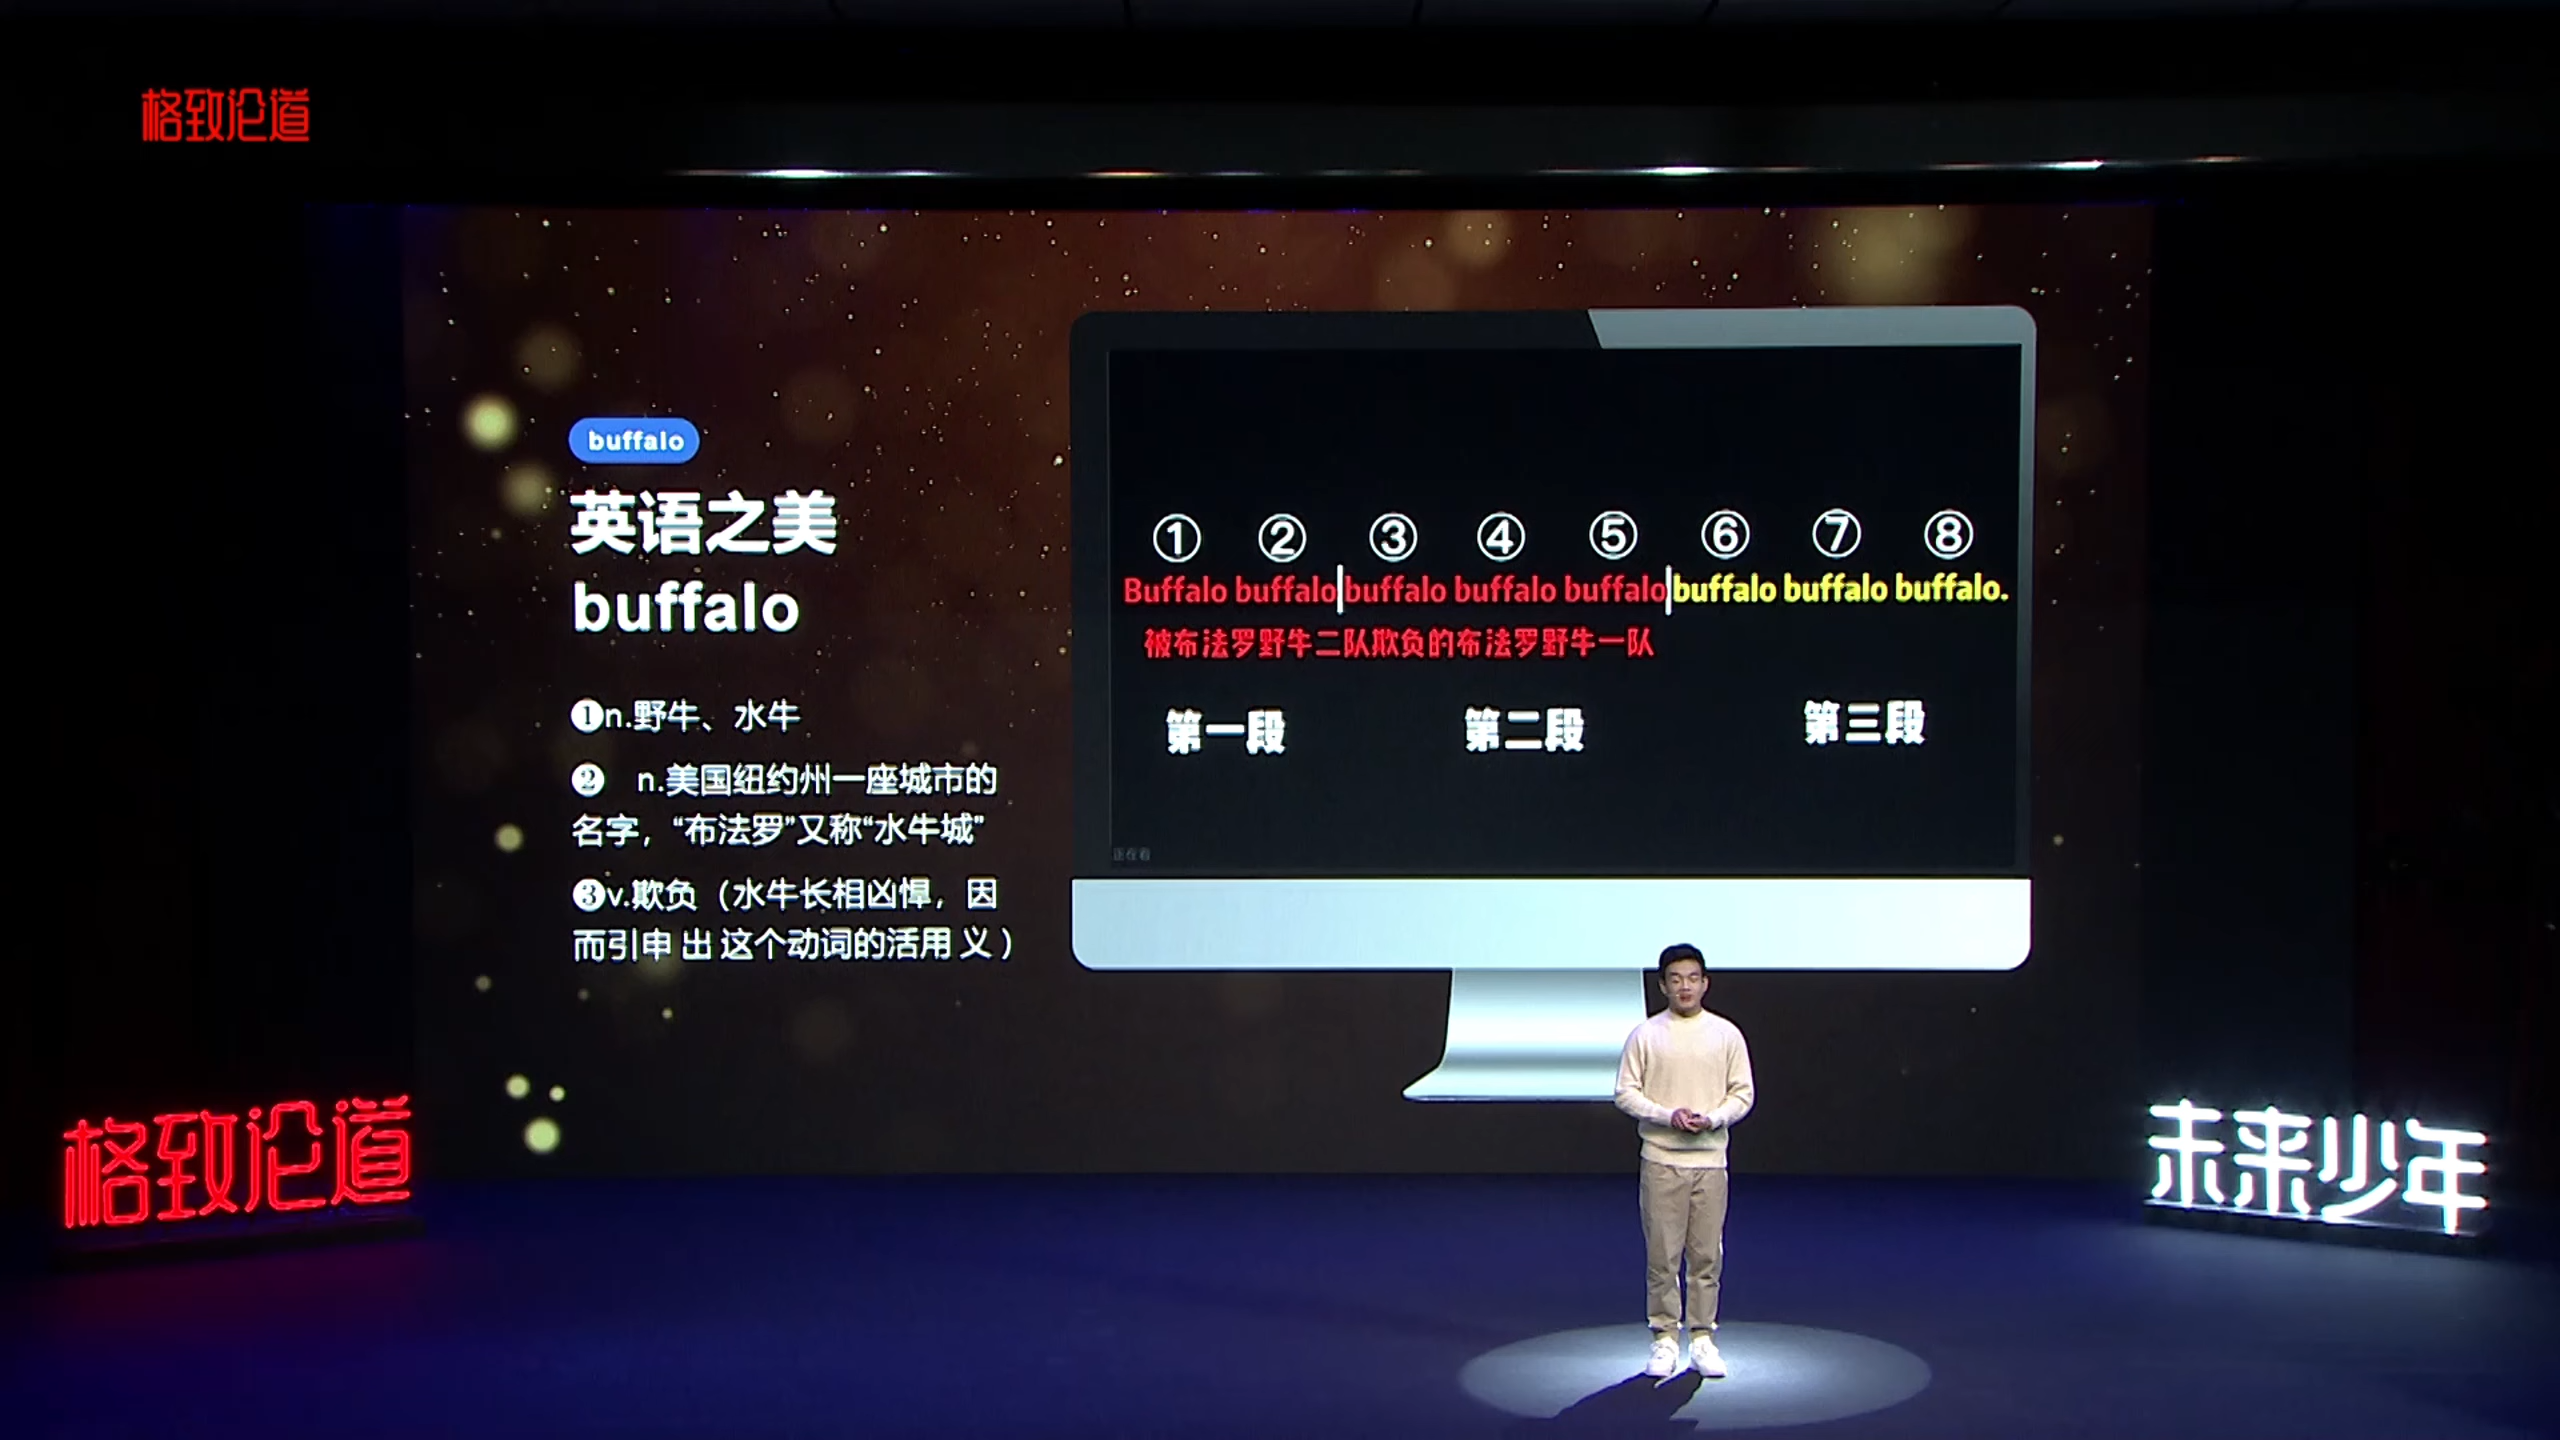 格致论道
buffalo
英语之美
buffalo
❶n.野牛、水牛
❷ n.美国纽约州一座城市的
名字，“布法罗”又称“水牛城”
❸v.欺负（水牛长相凶悍，因
而引申出这个动词的活用义）
① ② ③ ④ ⑤ ⑥ ⑦ ⑧
Buffalo buffalo|buffalo buffalo buffalo|buffalo buffalo buffalo.
被布法罗野牛二队欺负的布法罗野牛一队
第一段 第二段 第三段
正在看
格致论道
未来少年